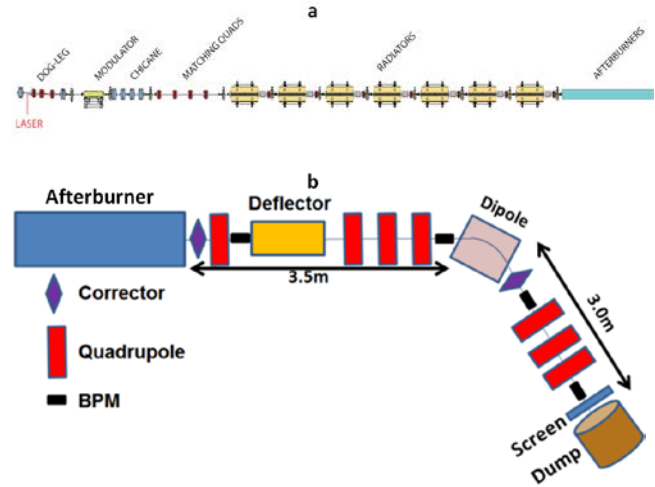 a
DOG-LEG
MODULATOR
CHICANE
MATCHING QUADS
RADIATORS
AFTERBURNERS
LASER
b
Afterburner
Deflector
Dipole
3.5m
3.0m
Corrector
Quadrupole
BPM
Screen
Dump